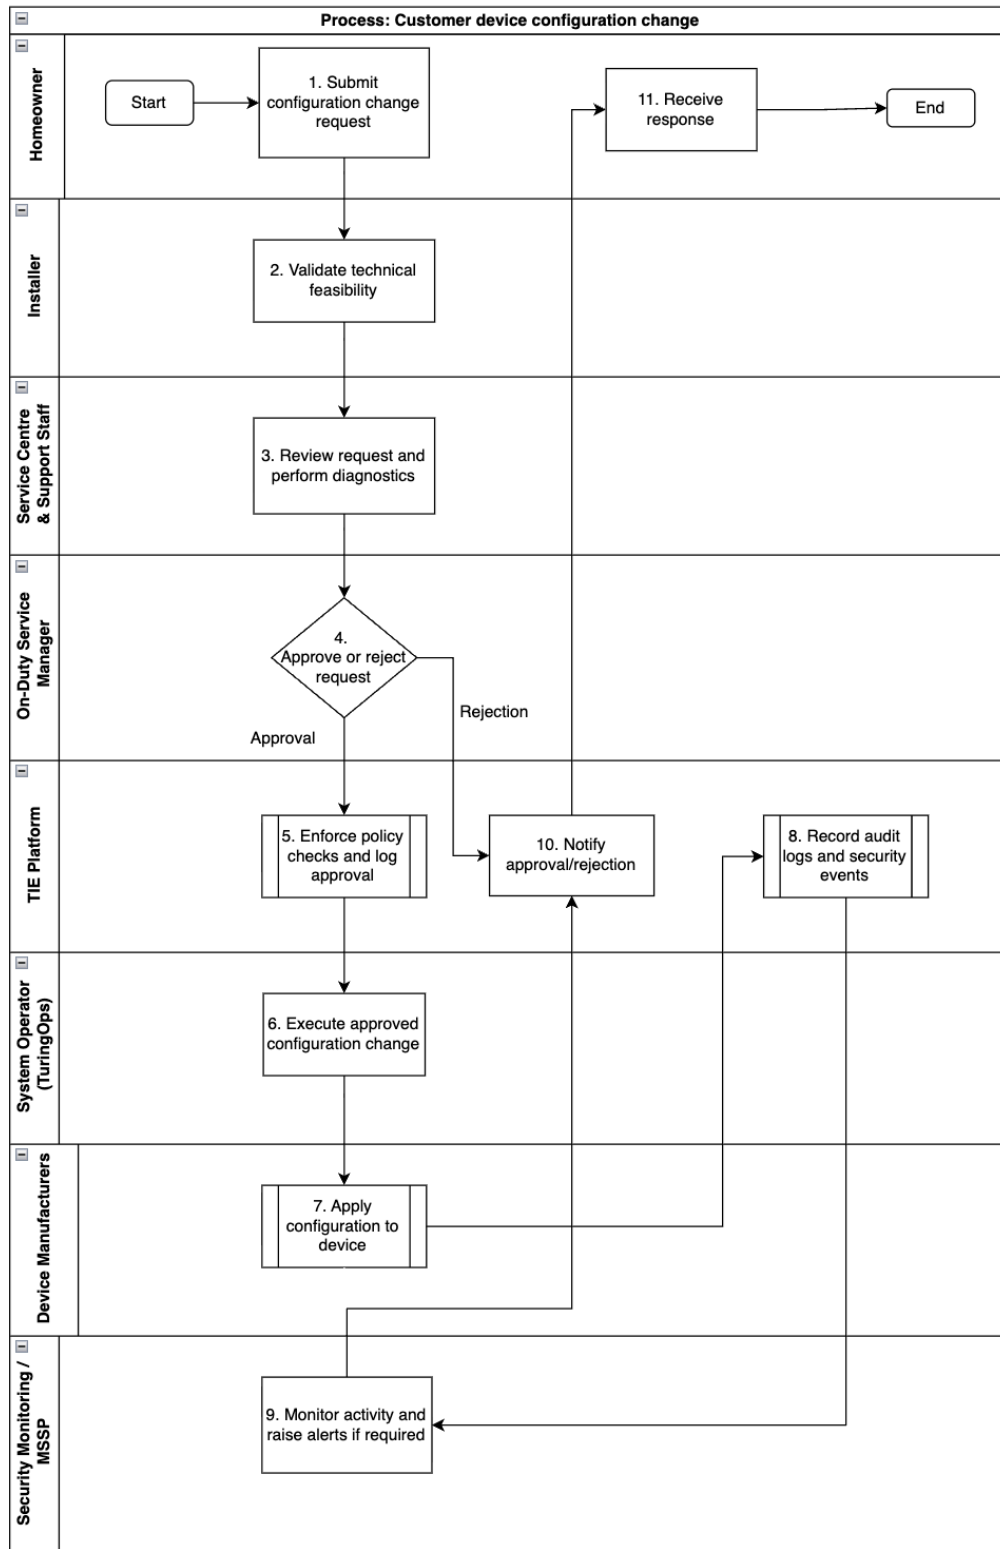 Process: Customer device configuration change
Homeowner
Start
1. Submit
configuration change
request
11. Receive
response
End
Installer
2. Validate technical
feasibility
Service Centre
& Support Staff
3. Review request and
perform diagnostics
On-Duty Service
Manager
4.
Approve or reject
request
Rejection
Approval
TIE Platform
5. Enforce policy
checks and log
approval
10. Notify
approval/rejection
8. Record audit
logs and security
events
System Operator
(TuringOps)
6. Execute approved
configuration change
Device Manufacturers
7. Apply
configuration to
device
Security Monitoring /
MSSP
9. Monitor activity and
raise alerts if required